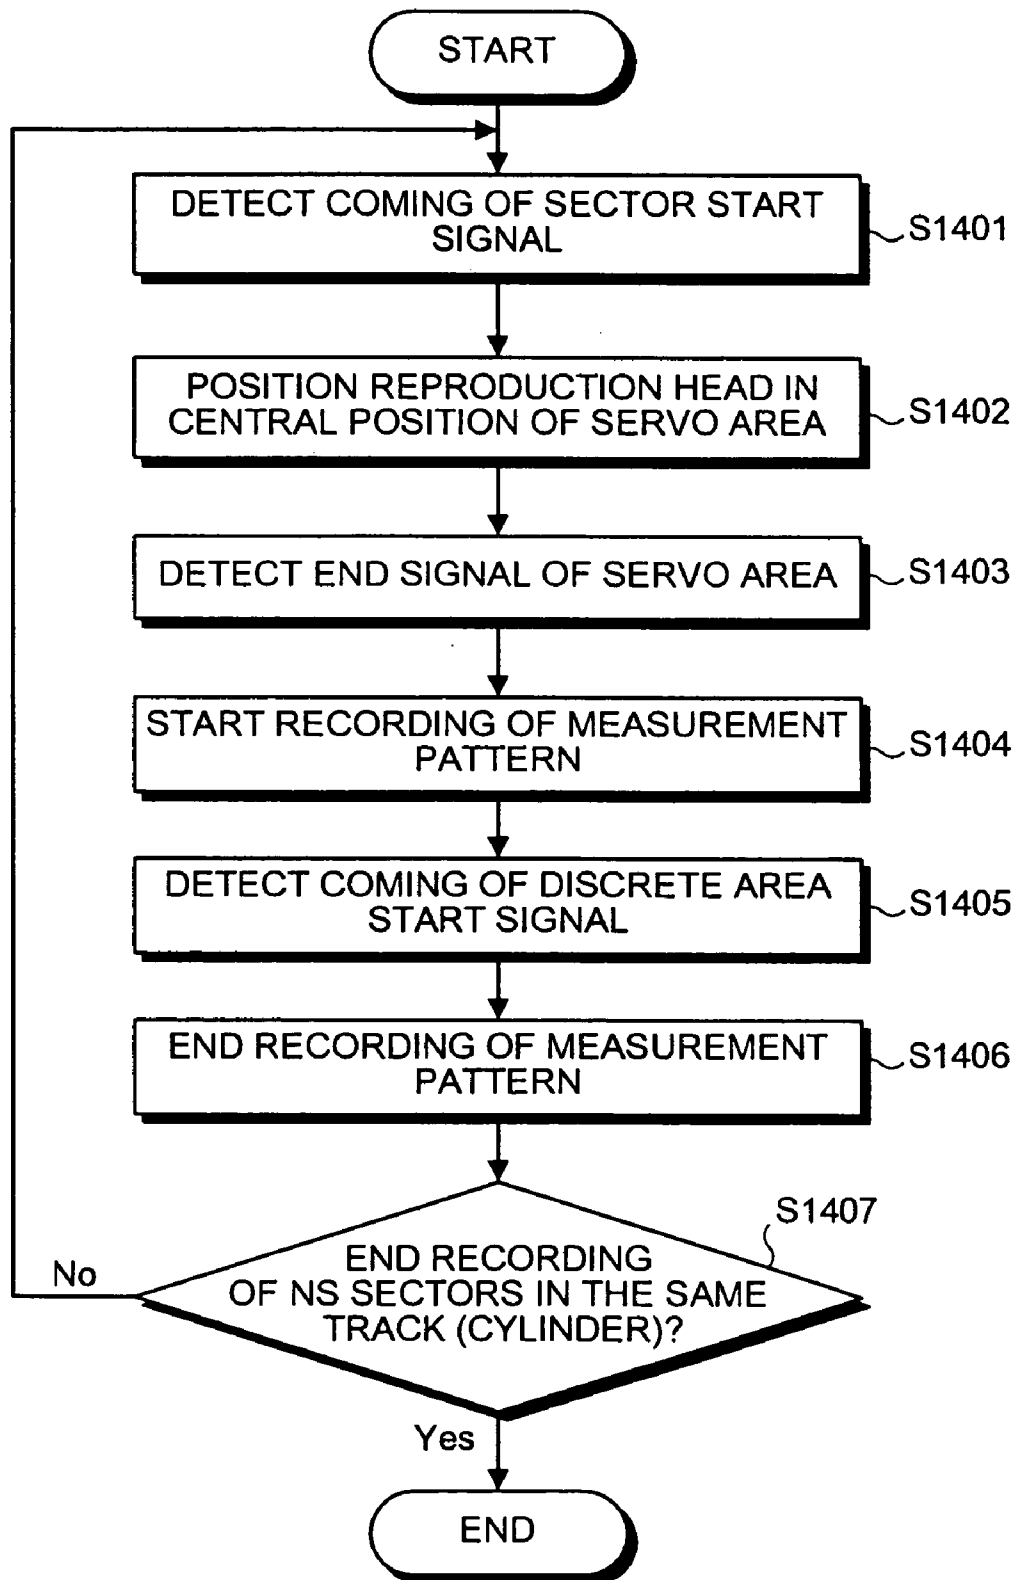 START
DETECT COMING OF SECTOR START
SIGNAL
S1401
POSITION REPRODUCTION HEAD IN
CENTRAL POSITION OF SERVO AREA
S1402
DETECT END SIGNAL OF SERVO AREA
S1403
START RECORDING OF MEASUREMENT
PATTERN
S1404
DETECT COMING OF DISCRETE AREA
START SIGNAL
S1405
END RECORDING OF MEASUREMENT
PATTERN
S1406
S1407
END RECORDING
OF NS SECTORS IN THE SAME
TRACK (CYLINDER)?
No
Yes
END